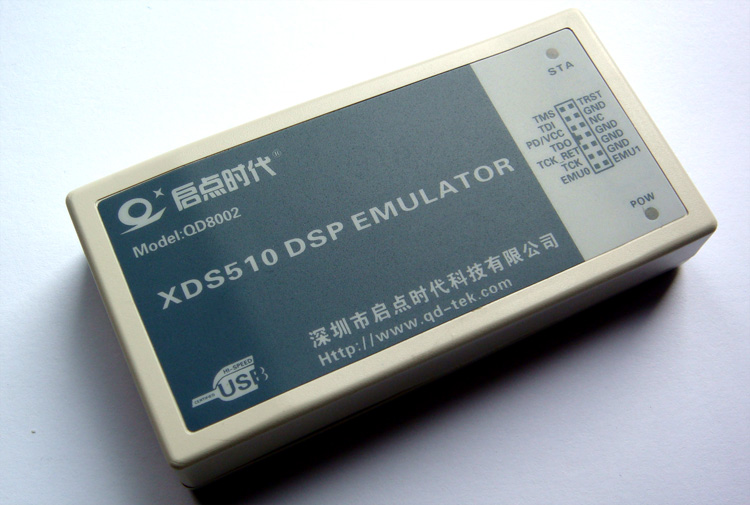 启点时代®
Model:QD8002
XDS510 DSP EMULATOR
深圳市启点时代科技有限公司
Http://www.qd-tek.com
HI-SPEED
CERTIFIED
USB
STA
TMS TRST
TDI GND
PD/VCC NC
TDO GND
TCK_RET GND
TCK GND
EMU0 EMU1
POW